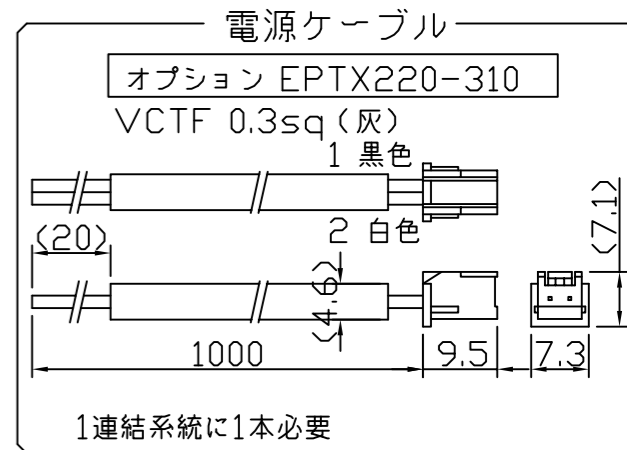 電源ケーブル
オプション EPTX220-310
VCTF 0.3sq（灰）
1 黒色
2 白色
(20)
(7.1)
(4.6)
1000
9.5
7.3
1連結系統に1本必要